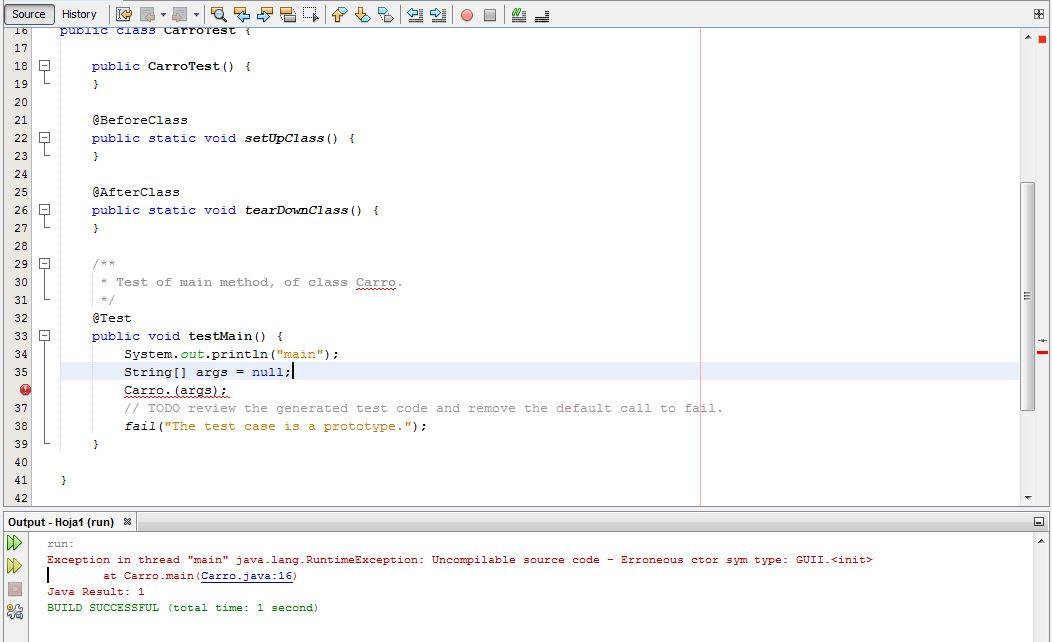 Source History
16 public class CarroTest {
17
18 public CarroTest() {
19 }
20
21 @BeforeClass
22 public static void setUpClass() {
23 }
24
25 @AfterClass
26 public static void tearDownClass() {
27 }
28
29 /**
30 * Test of main method, of class Carro.
31 */
32 @Test
33 public void testMain() {
34 System.out.println("main");
35 String[] args = null;
Carro.(args);
37 // TODO review the generated test code and remove the default call to fail.
38 fail("The test case is a prototype.");
39 }
40
41 }
42
Output - Hoja1 (run)
run:
Exception in thread "main" java.lang.RuntimeException: Uncompilable source code - Erroneous ctor sym type: GUII.<init>
at Carro.main(Carro.java:16)
Java Result: 1
BUILD SUCCESSFUL (total time: 1 second)